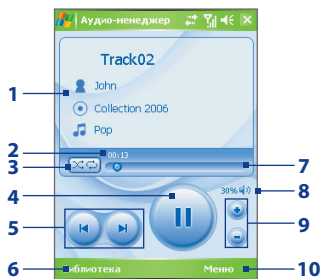 Аудио-менеджер
Track02
1
John
Collection 2006
Pop
2
00:13
3
7
4
30%
8
5
9
6
иблиотека
Меню
10